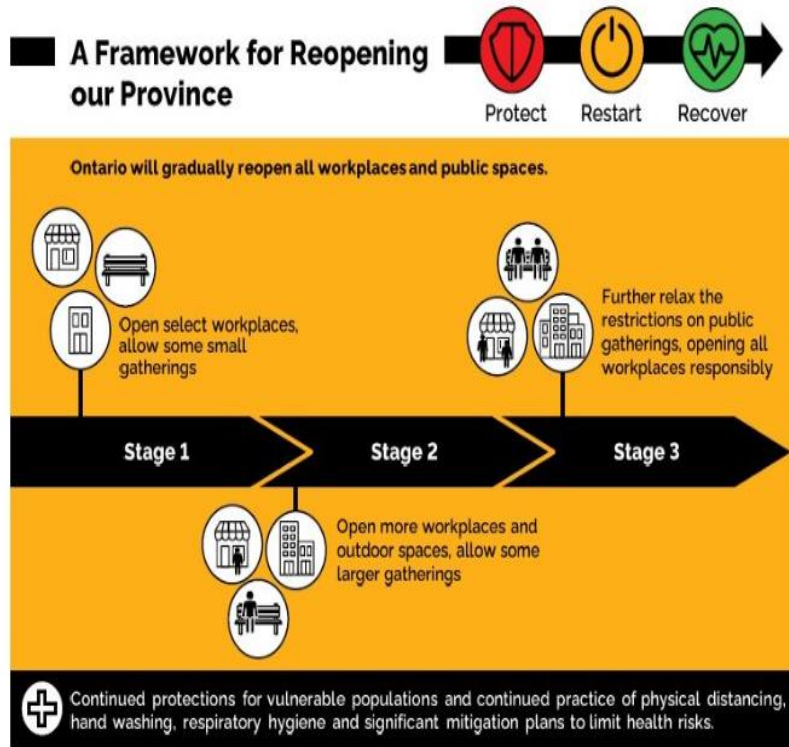 A Framework for Reopening
our Province
Protect
Restart
Recover
Ontario will gradually reopen all workplaces and public spaces.
Open select workplaces,
allow some small
gatherings
Further relax the
restrictions on public
gatherings, opening all
workplaces responsibly
Stage 1
Stage 2
Stage 3
Open more workplaces and
outdoor spaces, allow some
larger gatherings
Continued protections for vulnerable populations and continued practice of physical distancing,
hand washing, respiratory hygiene and significant mitigation plans to limit health risks.